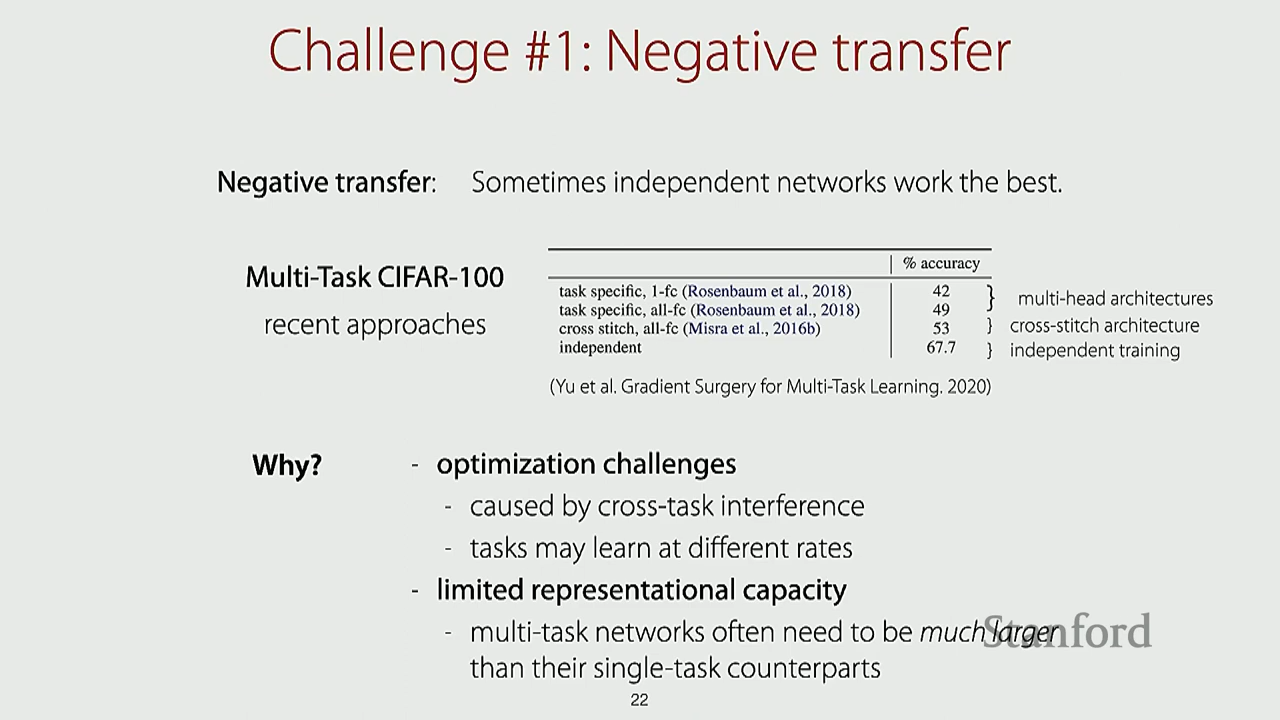 Challenge #1: Negative transfer
Negative transfer: Sometimes independent networks work the best.
Multi-Task CIFAR-100
recent approaches
% accuracy
task specific, 1-fc (Rosenbaum et al., 2018) 42
task specific, all-fc (Rosenbaum et al., 2018) 49
cross stitch, all-fc (Misra et al., 2016b) 53
independent 67.7
} multi-head architectures
} cross-stitch architecture
} independent training
(Yu et al. Gradient Surgery for Multi-Task Learning. 2020)
Why?
- optimization challenges
- caused by cross-task interference
- tasks may learn at different rates
- limited representational capacity
- multi-task networks often need to be much larger
than their single-task counterparts
Stanford
22